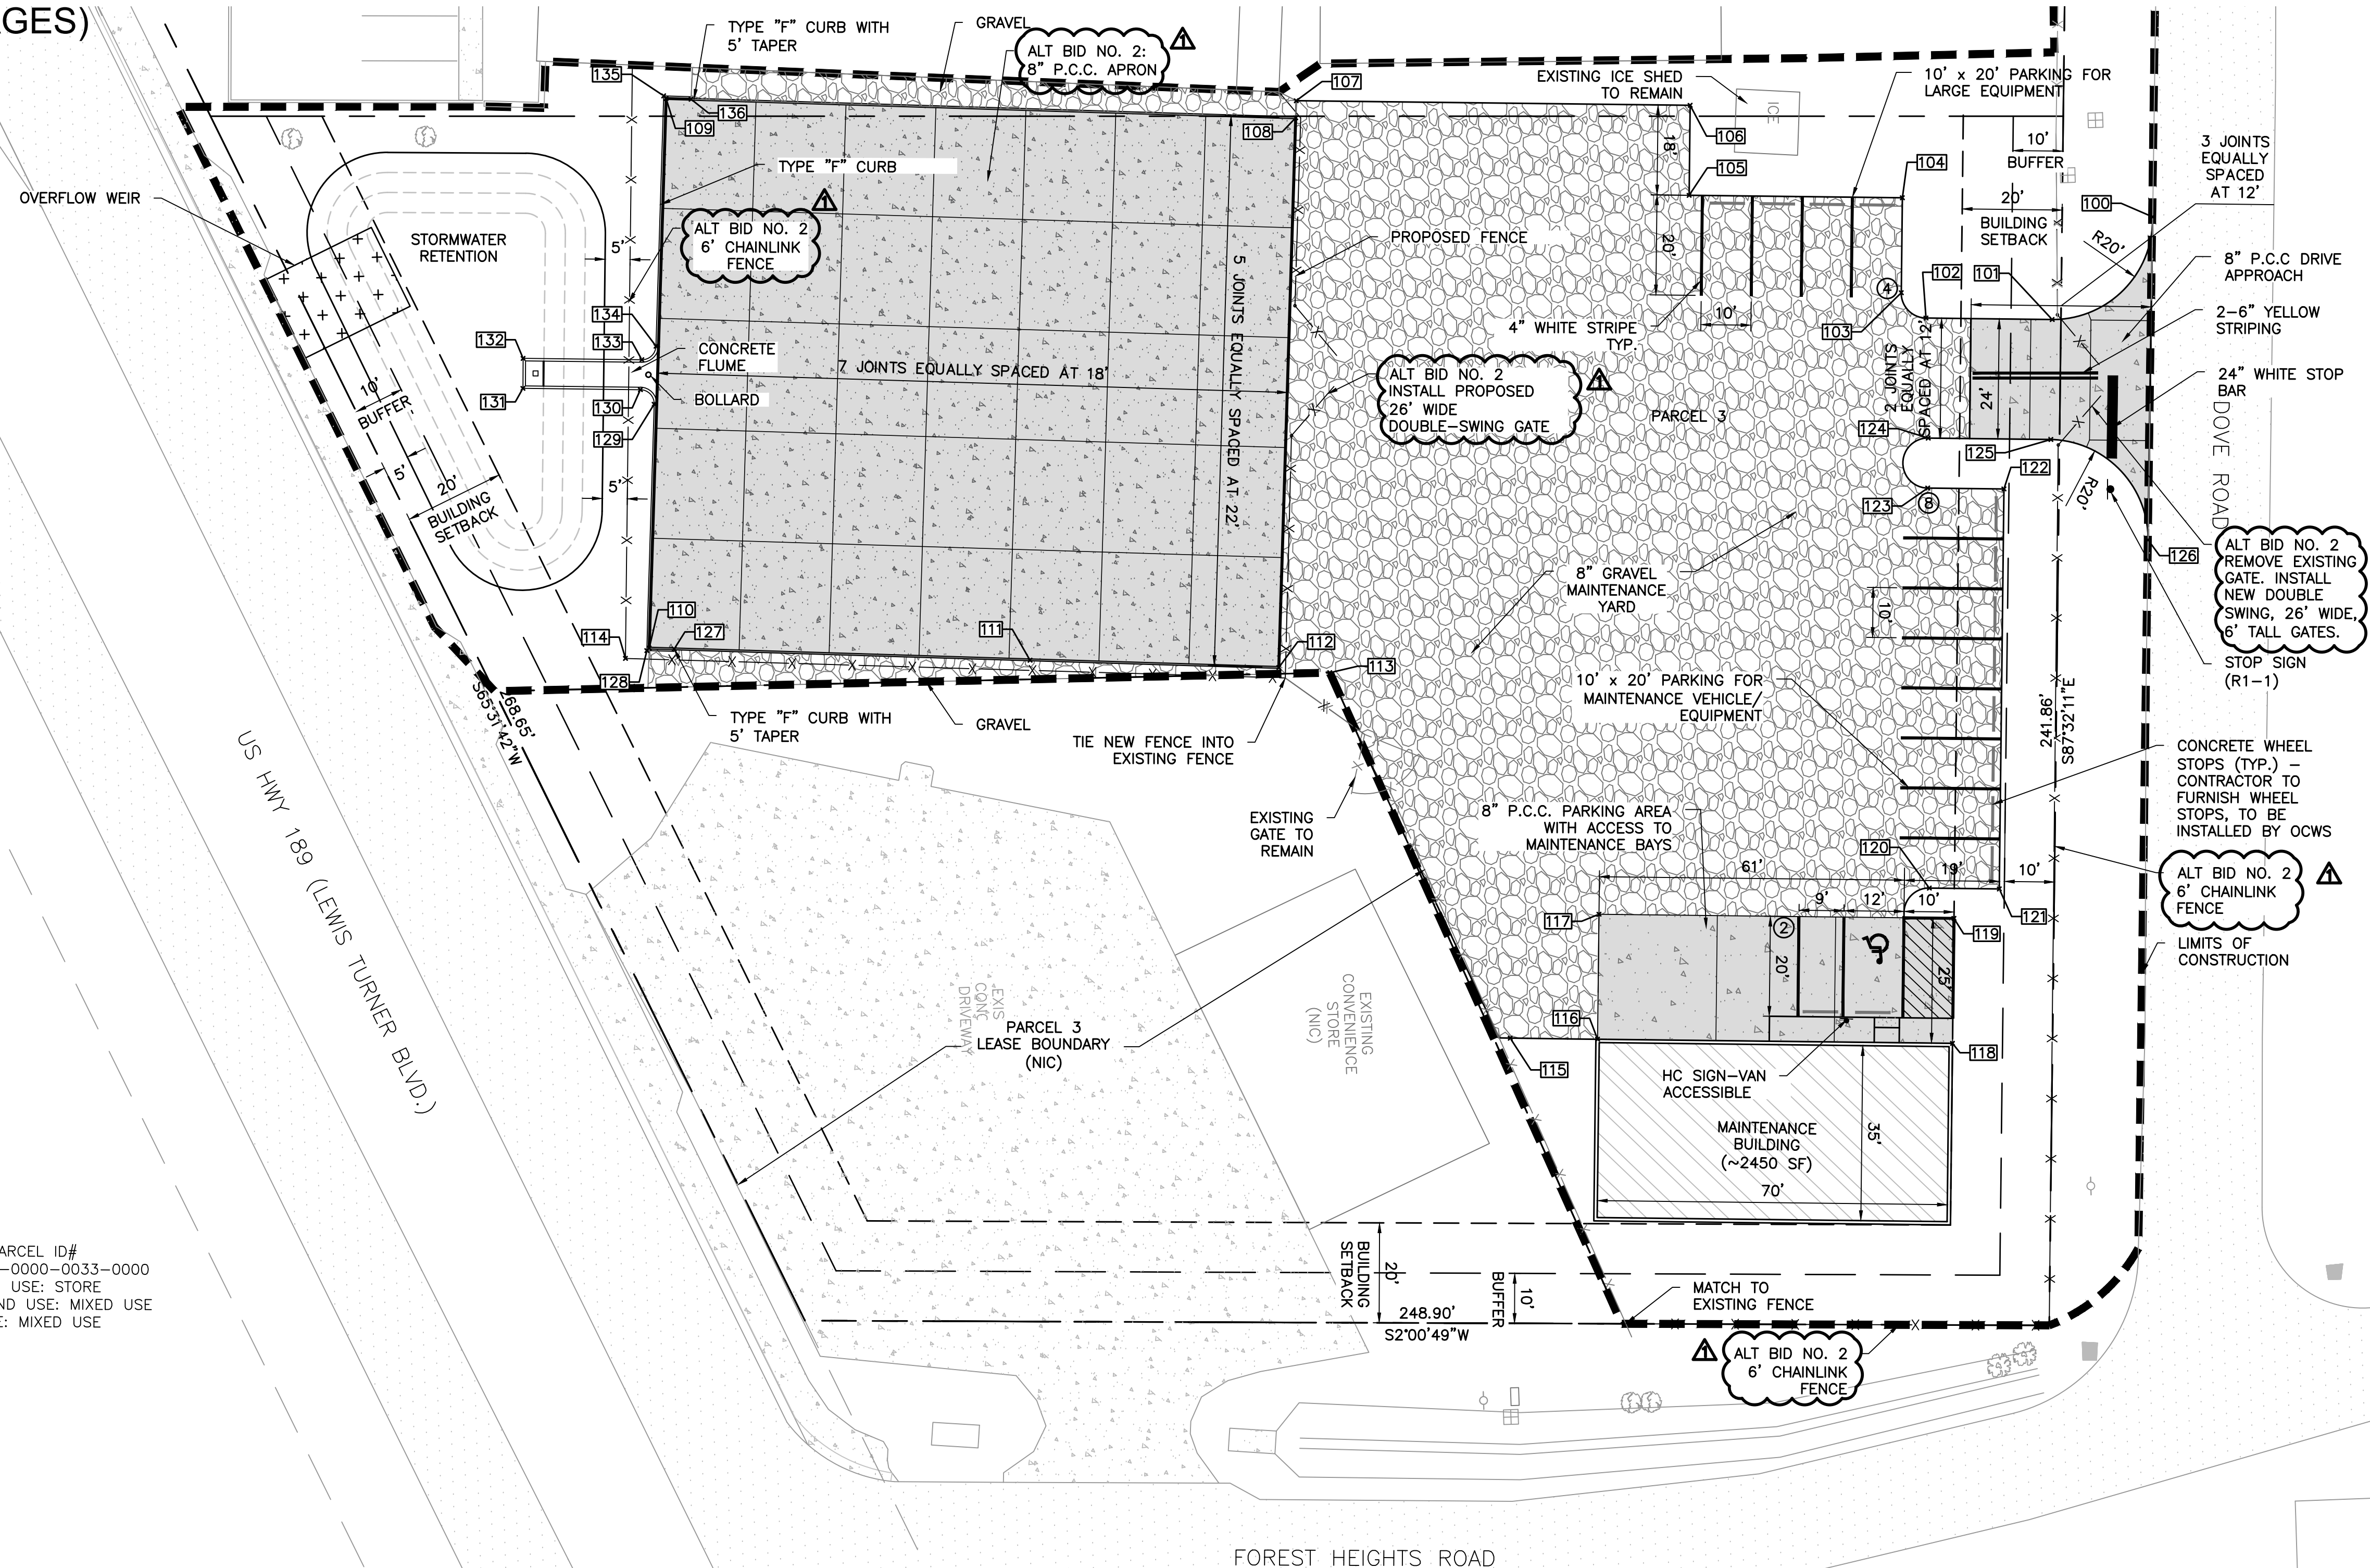 GES)
TYPE "F" CURB WITH
5' TAPER
GRAVEL
ALT BID NO. 2:
8" P.C.C. APRON
1
135
136
109
107
108
EXISTING ICE SHED
TO REMAIN
ICE
10' x 20' PARKING FOR
LARGE EQUIPMENT
106
105
104
18'
20'
10'
BUFFER
20'
BUILDING
SETBACK
3 JOINTS
EQUALLY
SPACED
AT 12'
100
R20'
8" P.C.C DRIVE
APPROACH
2-6" YELLOW
STRIPING
24" WHITE STOP
BAR
DOVE ROAD
OVERFLOW WEIR
STORMWATER
RETENTION
TYPE "F" CURB
1
ALT BID NO. 2
6' CHAINLINK
FENCE
5'
PROPOSED FENCE
5 JOINTS EQUALLY SPACED AT 22'
7 JOINTS EQUALLY SPACED AT 18'
4" WHITE STRIPE
TYP.
10'
4
103
102
101
2 JOINTS
EQUALLY
SPACED AT 12'
24'
132
134
133
CONCRETE
FLUME
131
130
BOLLARD
129
10'
BUFFER
5'
20'
BUILDING
SETBACK
5'
ALT BID NO. 2
INSTALL PROPOSED
26' WIDE
DOUBLE-SWING GATE
1
PARCEL 3
124
125
122
123
8
R20'
126
ALT BID NO. 2
REMOVE EXISTING
GATE. INSTALL
NEW DOUBLE
SWING, 26' WIDE,
6' TALL GATES.
STOP SIGN
(R1-1)
8" GRAVEL
MAINTENANCE
YARD
10'
114
110
127
111
112
113
128
S65°31'42"W
268.65'
TYPE "F" CURB WITH
5' TAPER
GRAVEL
TIE NEW FENCE INTO
EXISTING FENCE
10' x 20' PARKING FOR
MAINTENANCE VEHICLE/
EQUIPMENT
241.86'
S87°32'11"E
CONCRETE WHEEL
STOPS (TYP.) –
CONTRACTOR TO
FURNISH WHEEL
STOPS, TO BE
INSTALLED BY OCWS
US HWY 189 (LEWIS TURNER BLVD.)
EXISTING
GATE TO
REMAIN
8" P.C.C. PARKING AREA
WITH ACCESS TO
MAINTENANCE BAYS
120
61'
19'
10'
9'
12'
10'
121
117
2
20'
25'
119
ALT BID NO. 2
6' CHAINLINK
FENCE
1
LIMITS OF
CONSTRUCTION
EXIS
CONC
DRIVEWAY
PARCEL 3
LEASE BOUNDARY
(NIC)
EXISTING
CONVENIENCE
STORE
(NIC)
116
115
118
HC SIGN-VAN
ACCESSIBLE
MAINTENANCE
BUILDING
(~2450 SF)
35'
70'
ARCEL ID#
-0000-0033-0000
USE: STORE
ND USE: MIXED USE
E: MIXED USE
BUILDING
SETBACK
20'
BUFFER
10'
248.90'
S2°00'49"W
MATCH TO
EXISTING FENCE
1
ALT BID NO. 2
6' CHAINLINK
FENCE
FOREST HEIGHTS ROAD